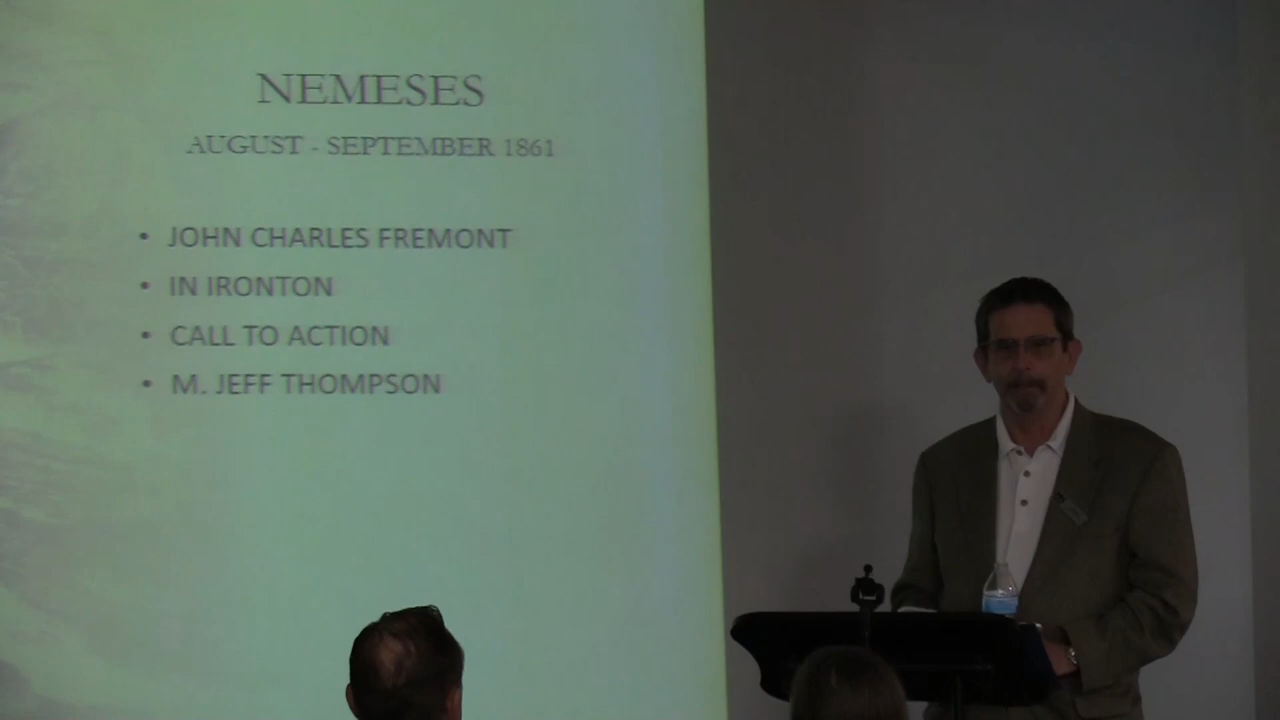 NEMESES
AUGUST - SEPTEMBER 1861
• JOHN CHARLES FREMONT
• IN IRONTON
• CALL TO ACTION
• M. JEFF THOMPSON